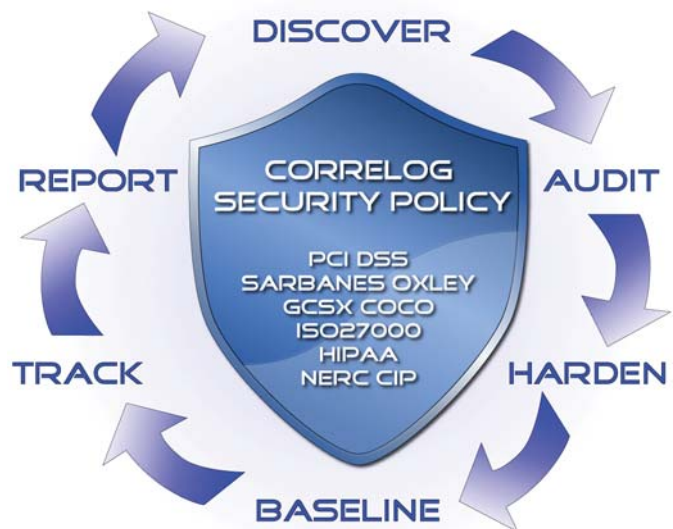 DISCOVER
AUDIT
HARDEN
BASELINE
TRACK
REPORT
CORRELOG
SECURITY POLICY
PCI DSS
SARBANES OXLEY
GCSX COCO
ISO27000
HIPAA
NERC CIP